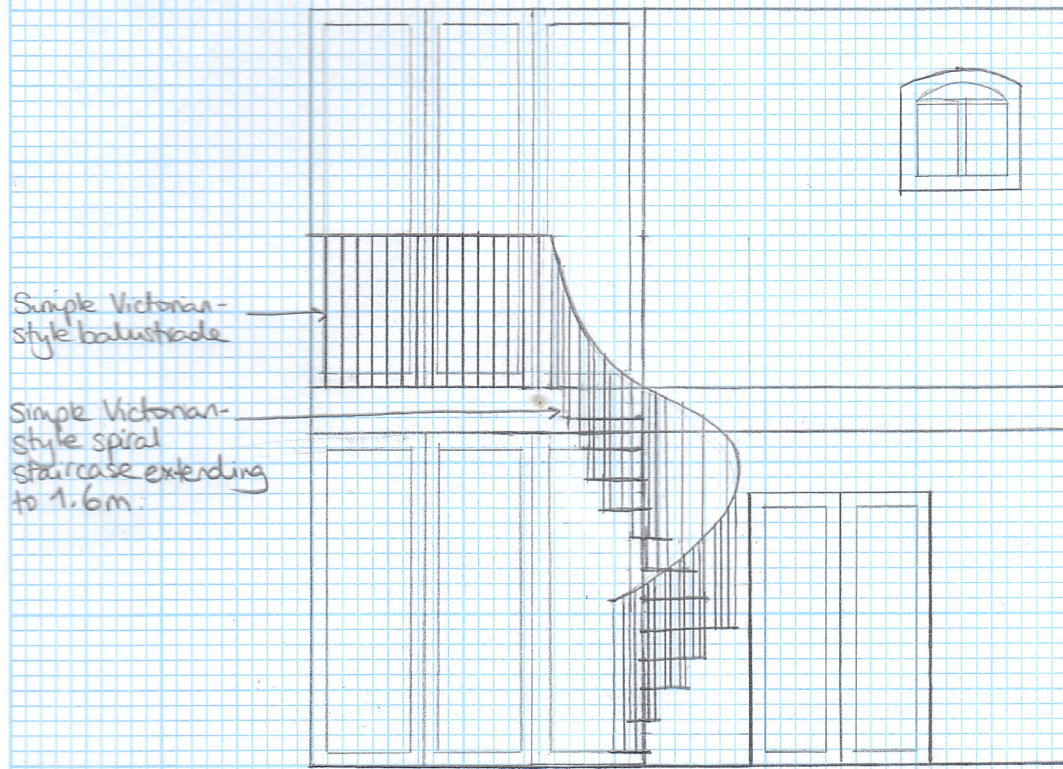 Simple Victorian-
style balustrade
Simple Victorian-
style spiral
staircase extending
to 1.6m.